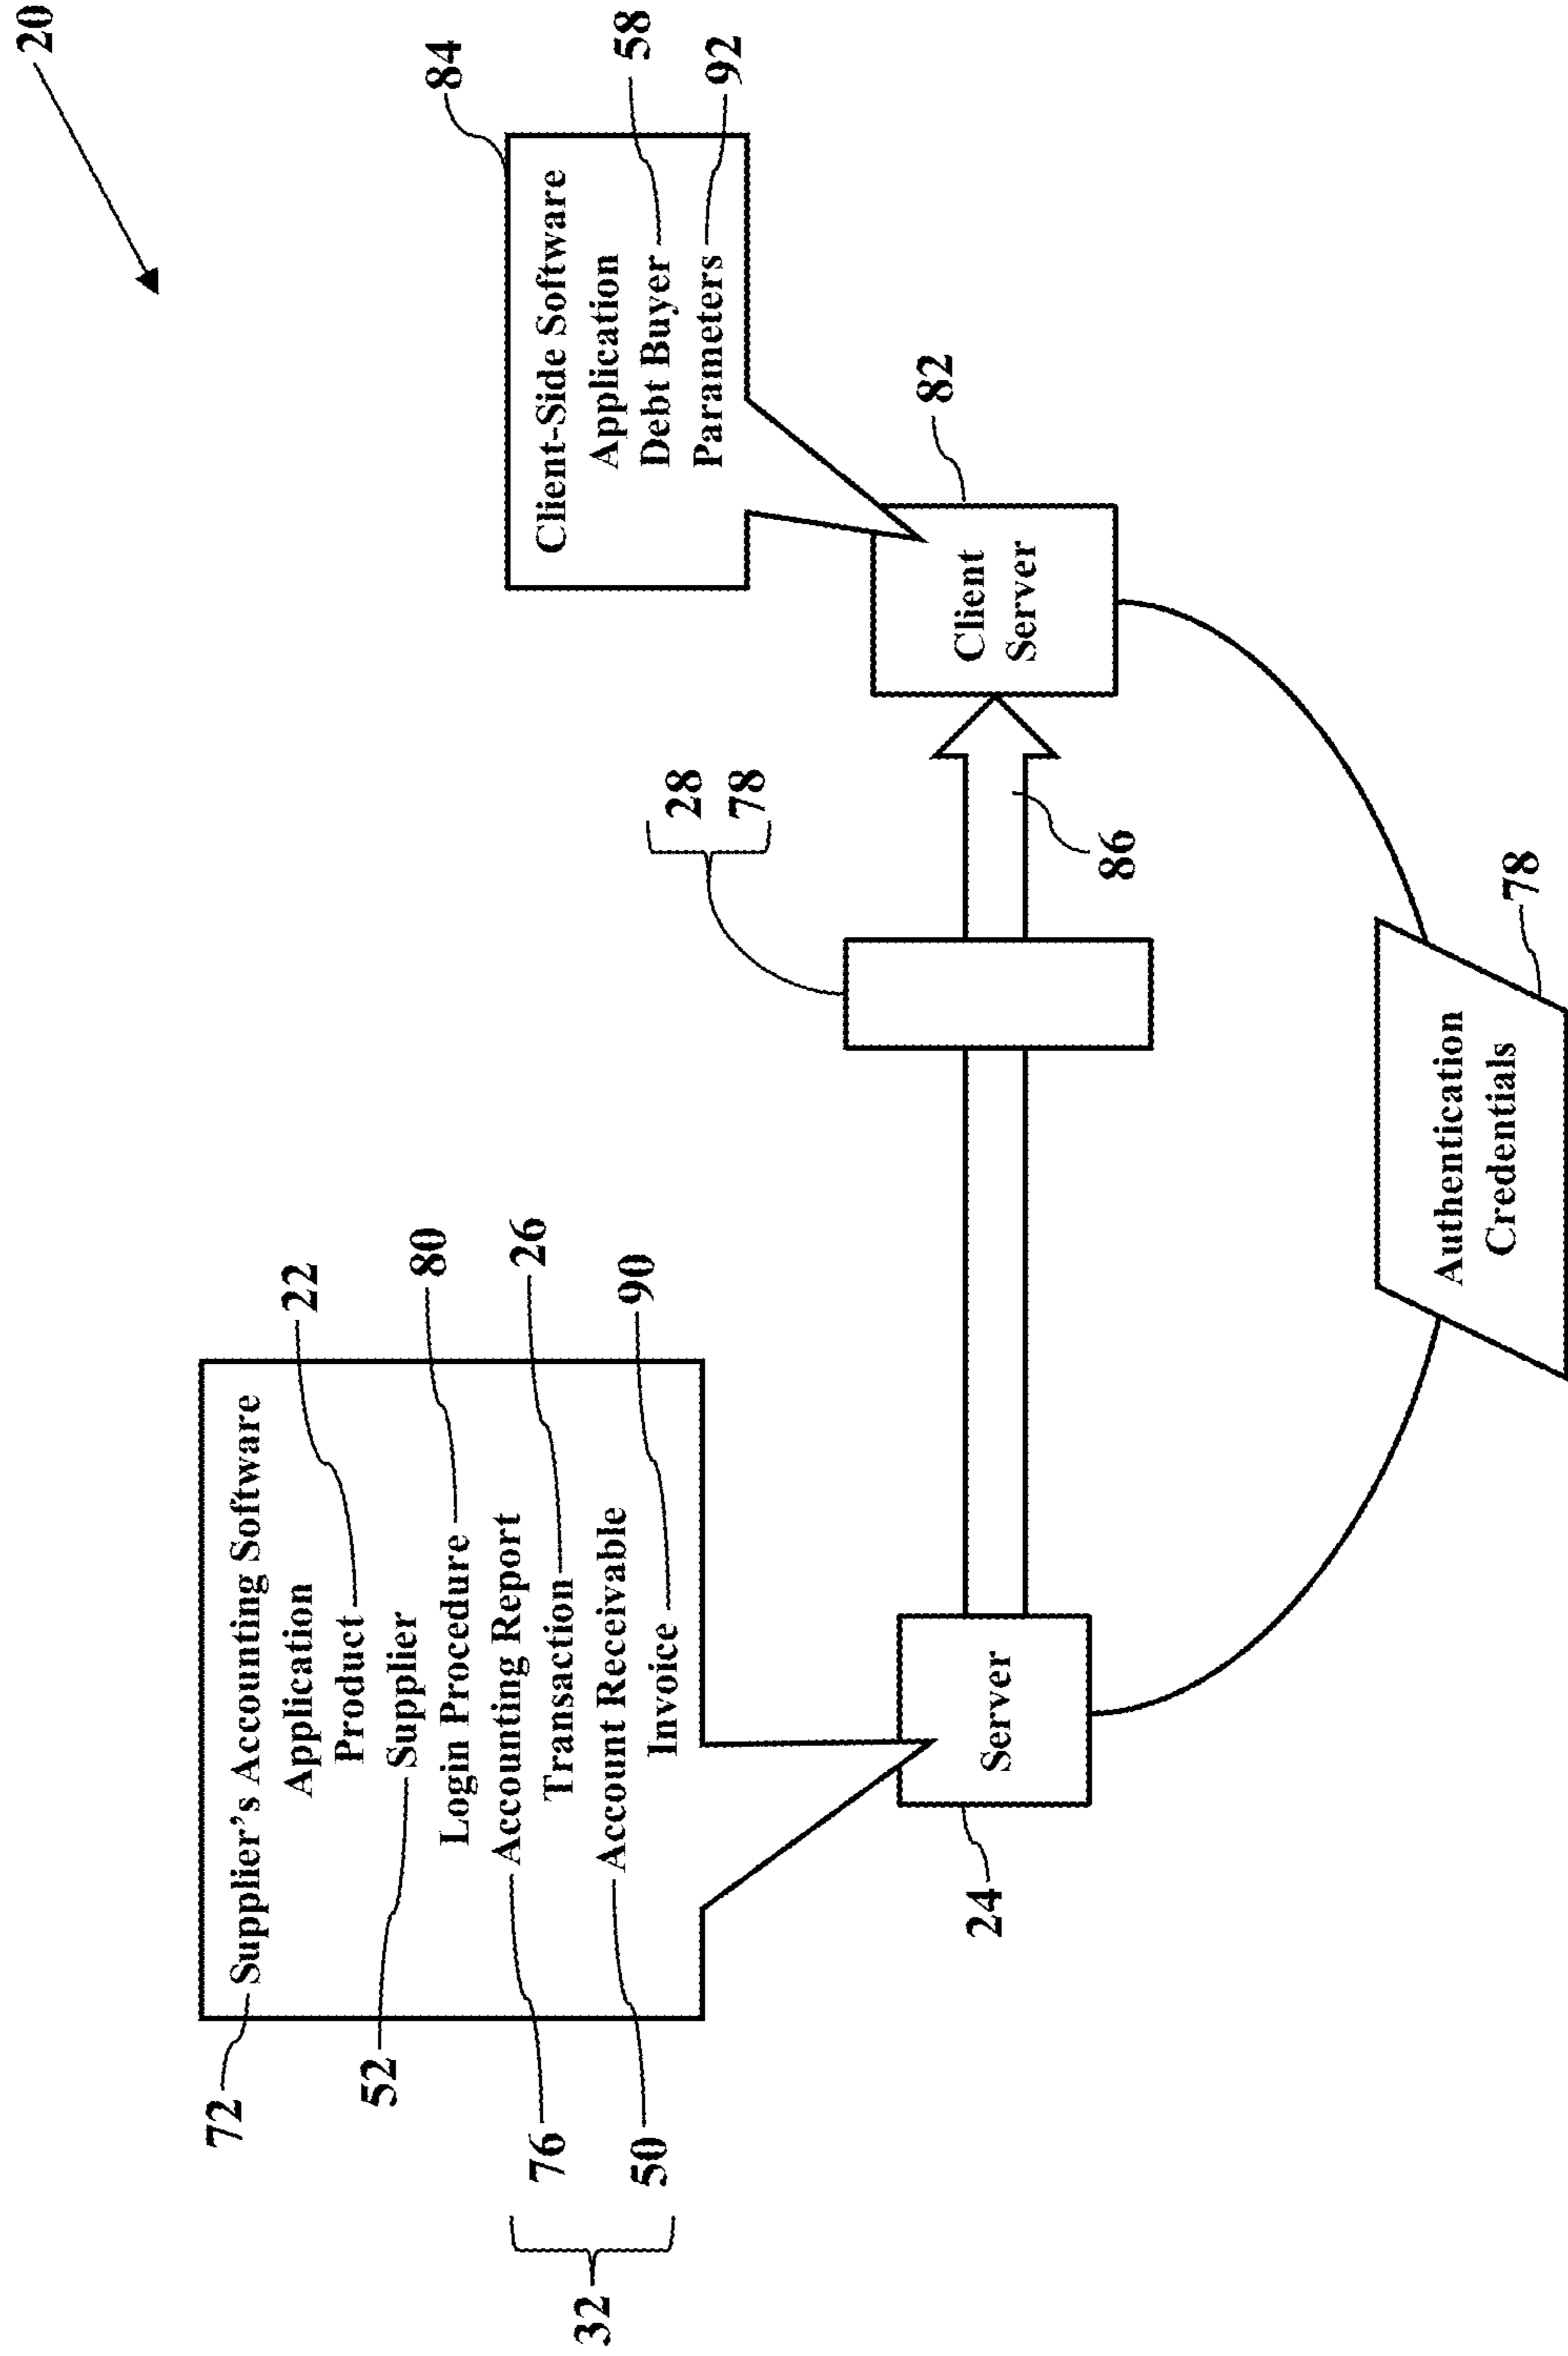 20
72 Supplier's Accounting Software
Application
Product 22
52 Supplier
Login Procedure 80
76 Accounting Report
Transaction 26
50 Account Receivable
Invoice 90
32
84
Client-Side Software
Application
Debt Buyer 58
Parameters 92
28
78
24
Server
86
Client
Server
82
Authentication
Credentials
78